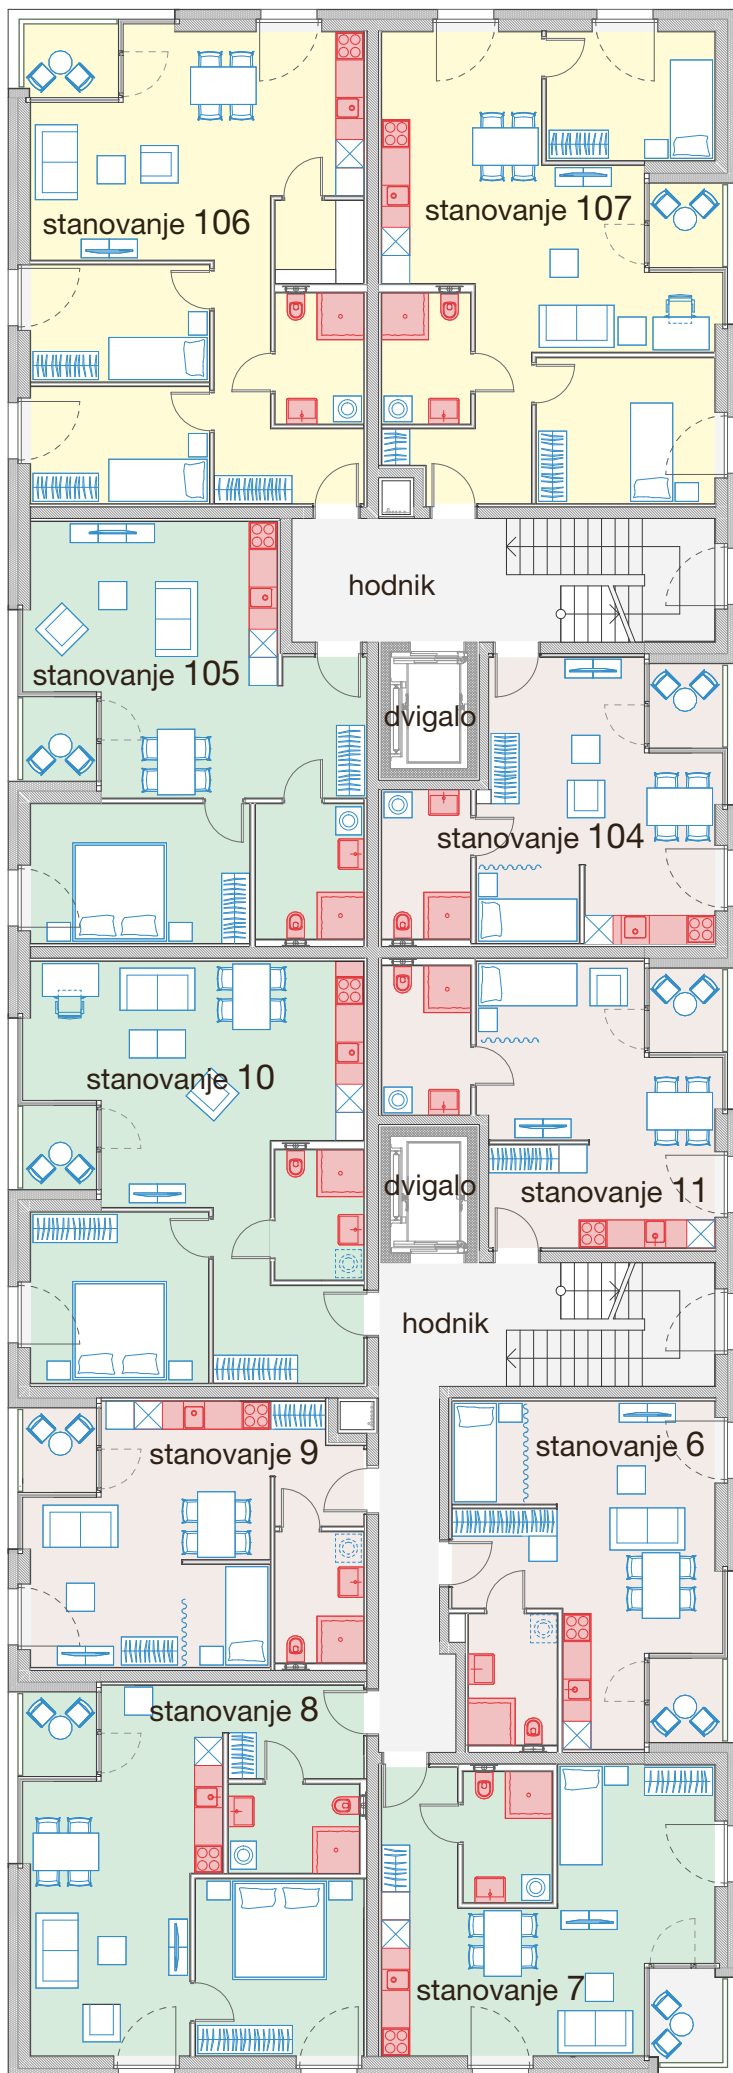 stanovanje 106
stanovanje 107
hodnik
stanovanje 105
dvigalo
stanovanje 104
stanovanje 10
dvigalo
stanovanje 11
hodnik
stanovanje 9
stanovanje 6
stanovanje 8
stanovanje 7